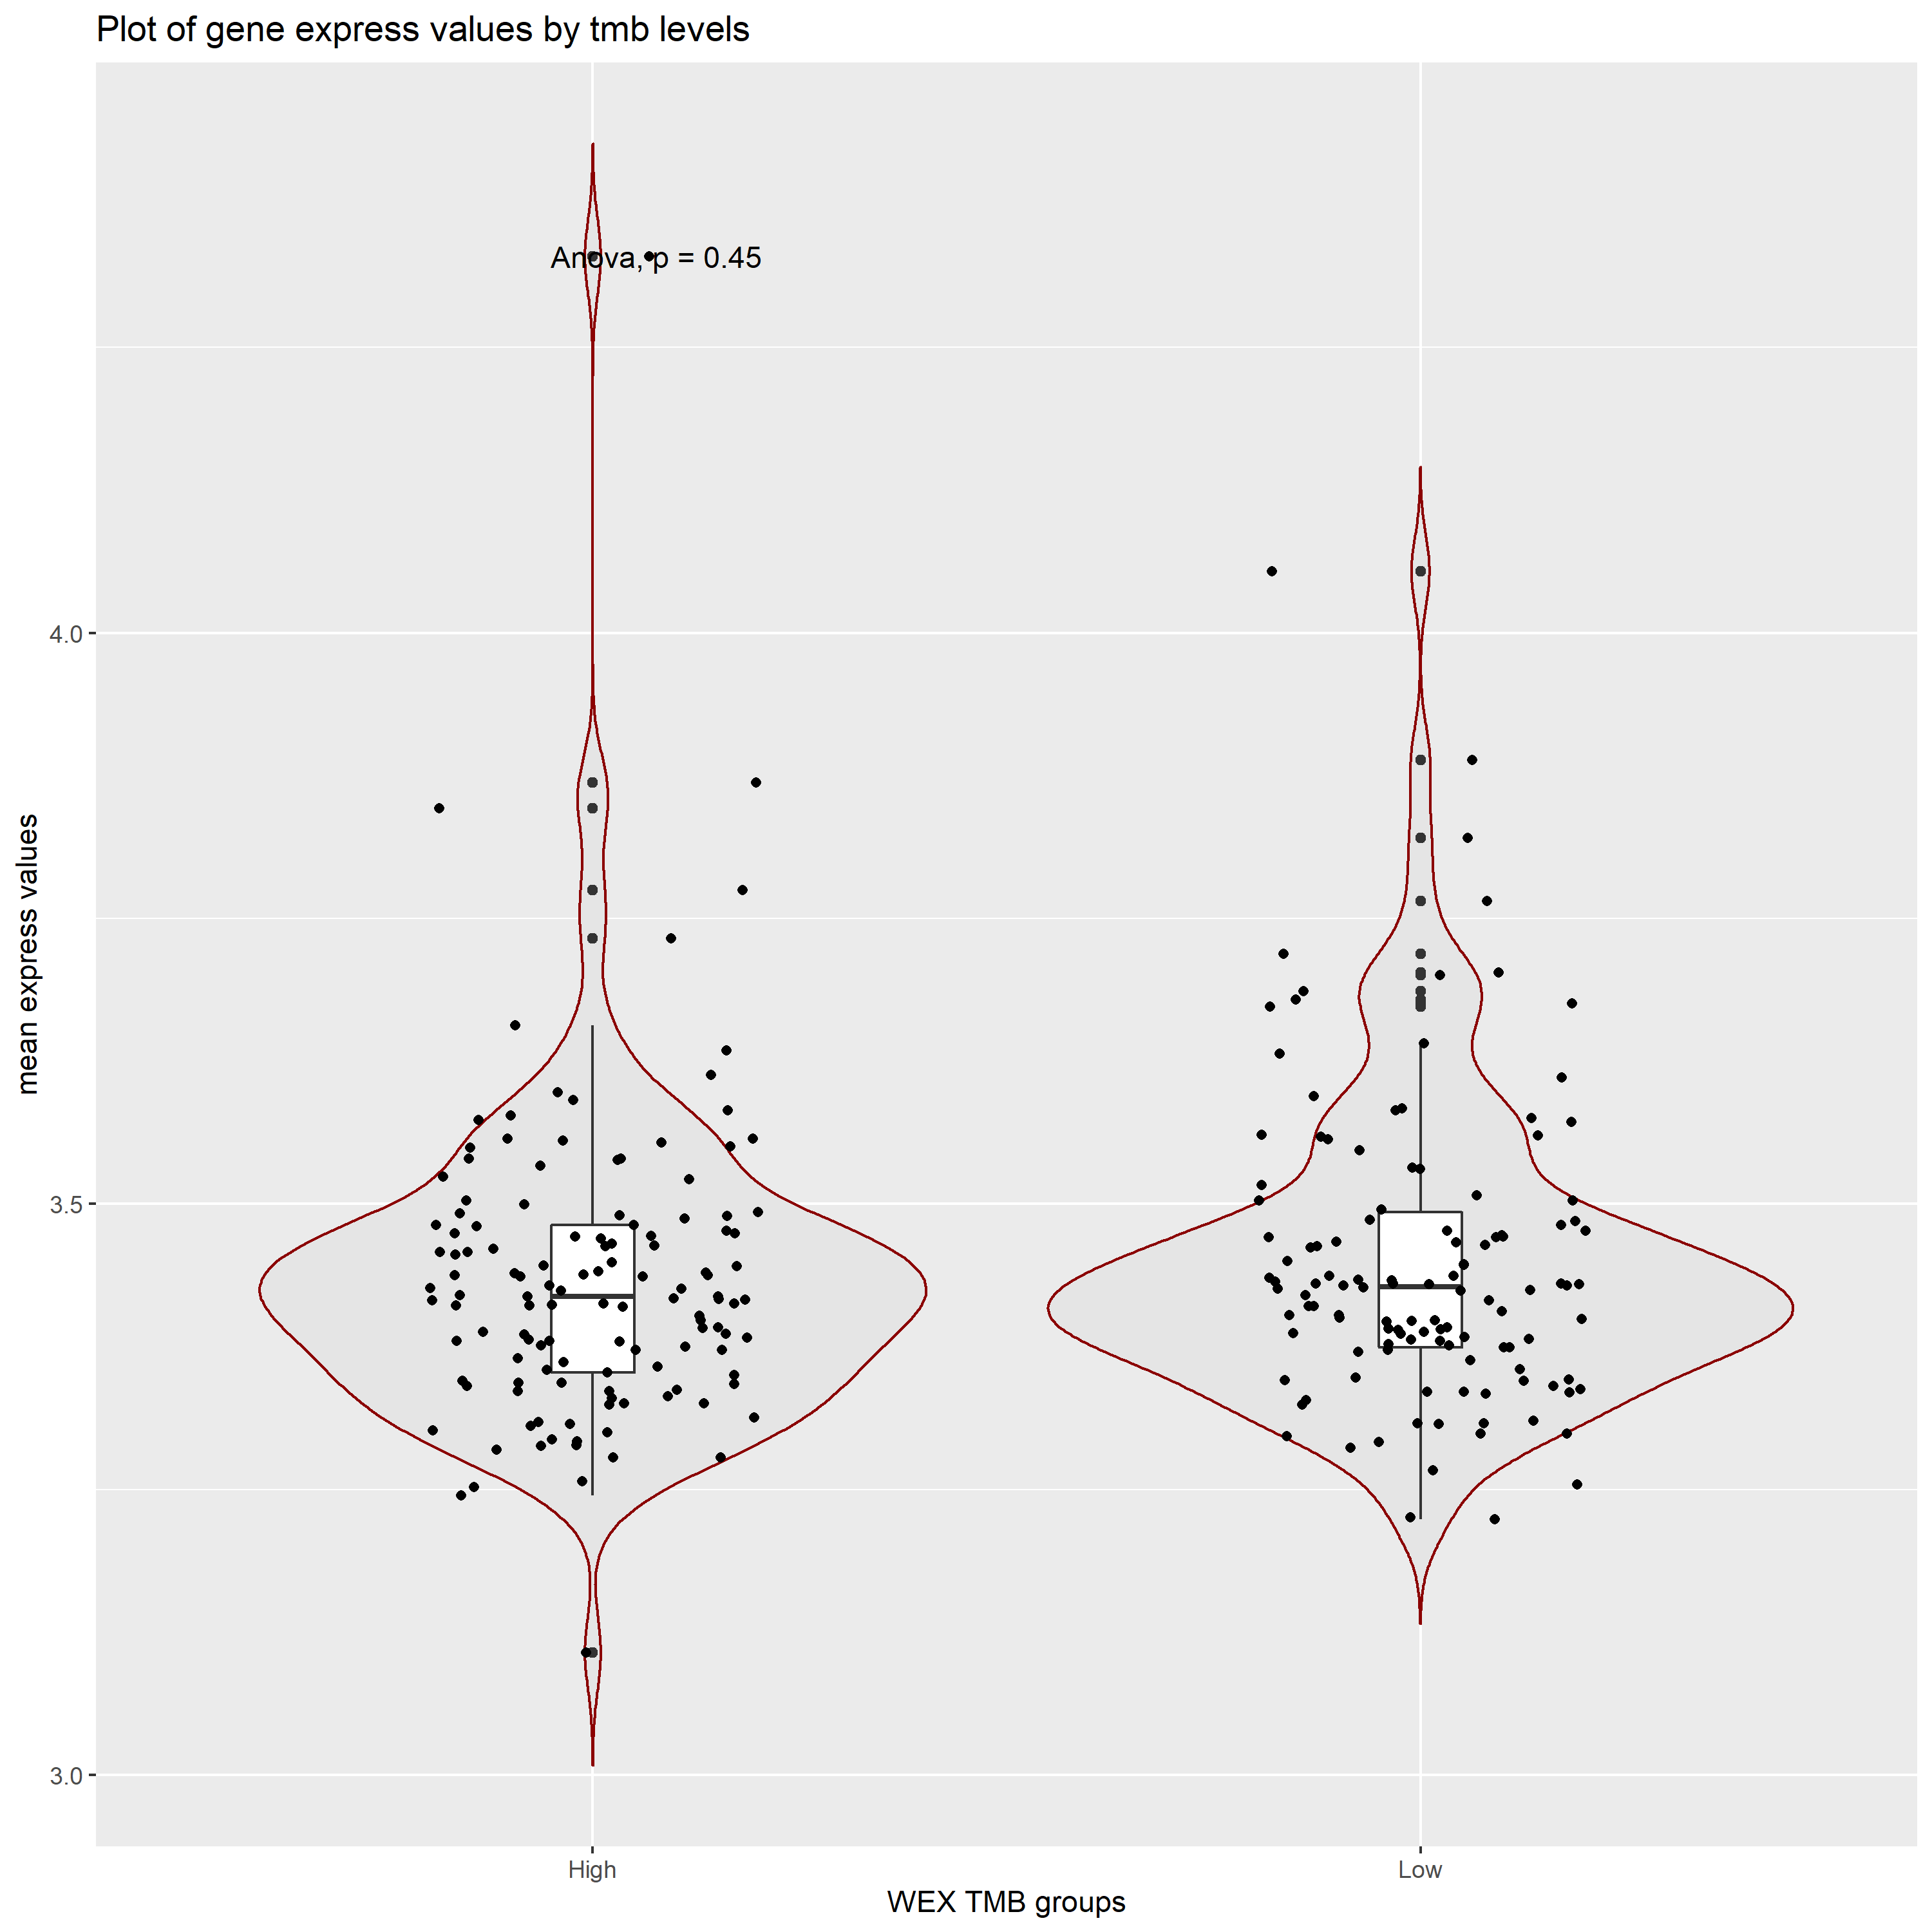 Plot of gene express values by tmb levels
Anova, p = 0.45
4.0
3.5
3.0
mean express values
High
Low
WEX TMB groups